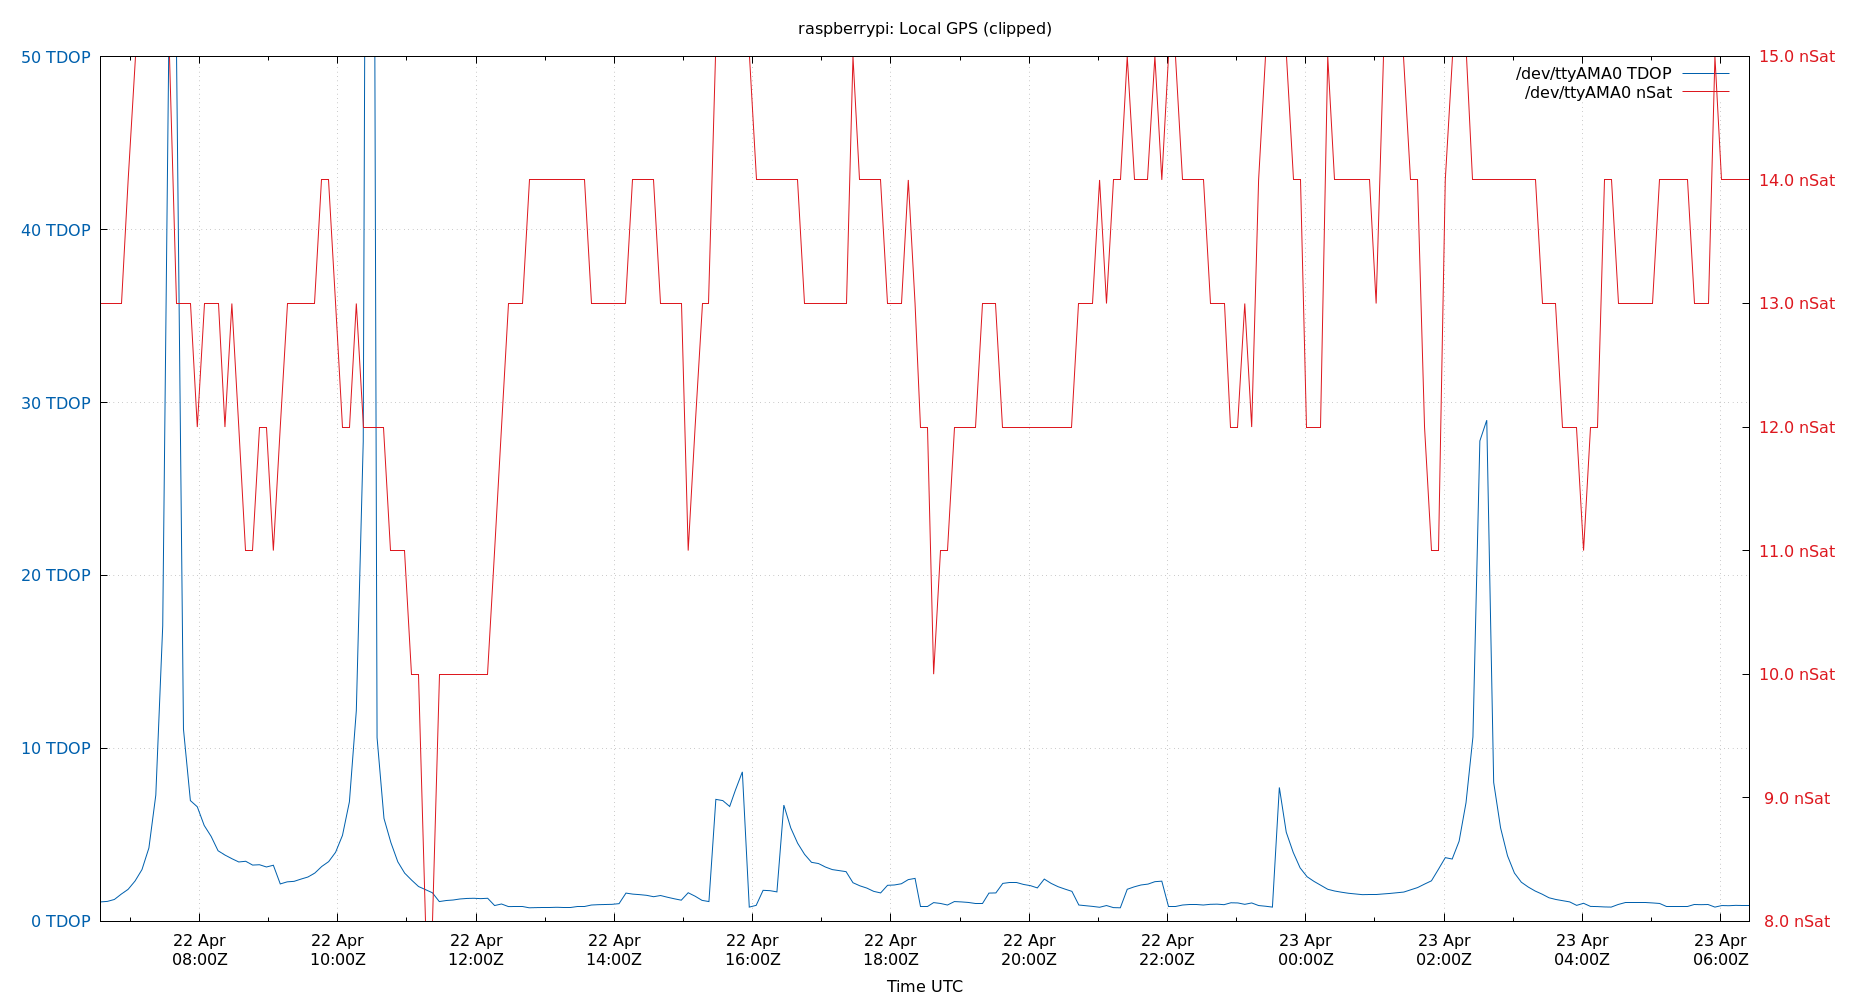 raspberrypi: Local GPS (clipped)
/dev/ttyAMA0 TDOP
/dev/ttyAMA0 nSat
50 TDOP
40 TDOP
30 TDOP
20 TDOP
10 TDOP
0 TDOP
15.0 nSat
14.0 nSat
13.0 nSat
12.0 nSat
11.0 nSat
10.0 nSat
9.0 nSat
8.0 nSat
22 Apr 22 Apr 22 Apr 22 Apr 22 Apr 22 Apr 22 Apr 22 Apr 23 Apr 23 Apr 23 Apr 23 Apr
08:00Z 10:00Z 12:00Z 14:00Z 16:00Z 18:00Z 20:00Z 22:00Z 00:00Z 02:00Z 04:00Z 06:00Z
Time UTC